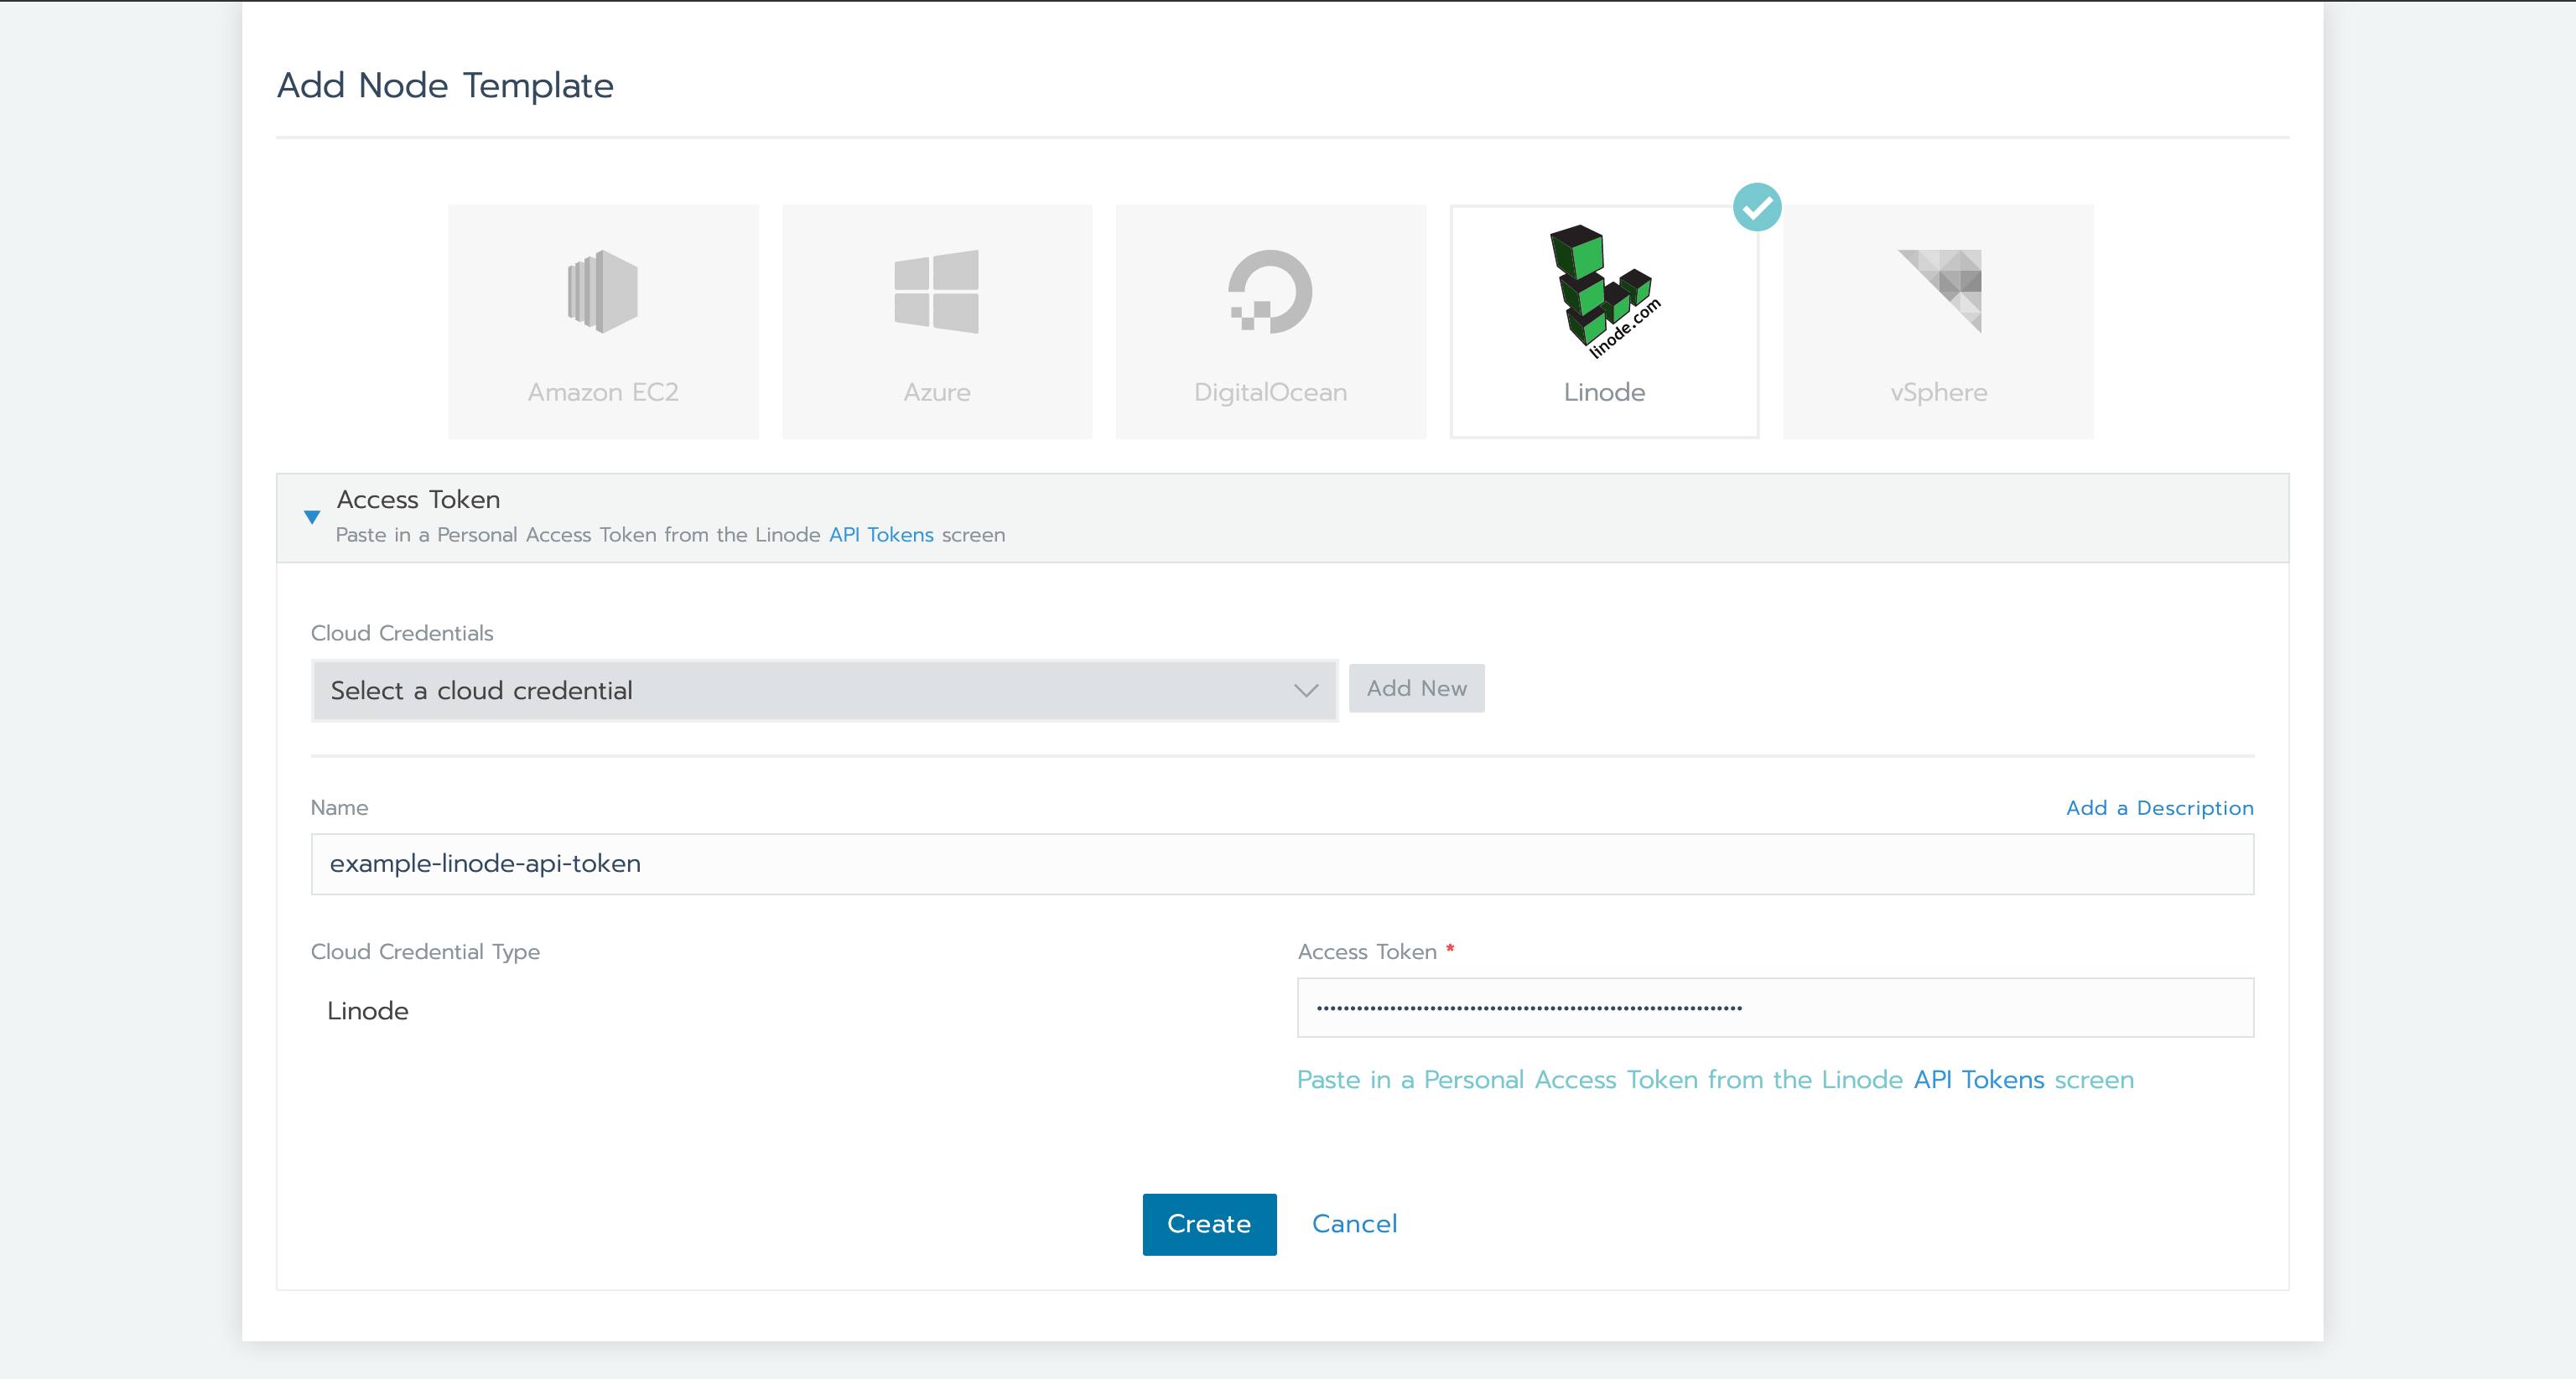 Add Node Template
Amazon EC2
Azure
DigitalOcean
linode.com
Linode
vSphere
Access Token
Paste in a Personal Access Token from the Linode API Tokens screen
Cloud Credentials
Select a cloud credential
Add New
Name
Add a Description
example-linode-api-token
Cloud Credential Type
Access Token *
Linode
Paste in a Personal Access Token from the Linode API Tokens screen
Create
Cancel